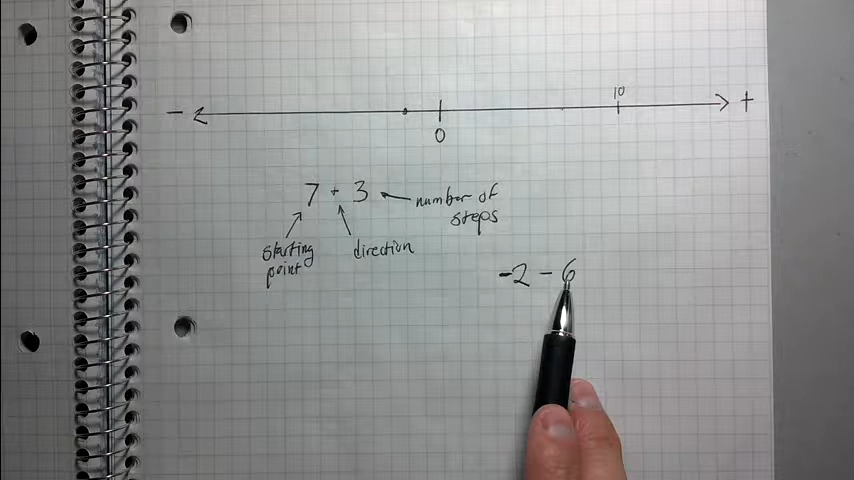 10
- +
0
7 + 3 number of
steps
starting
point
direction
-2 - 6